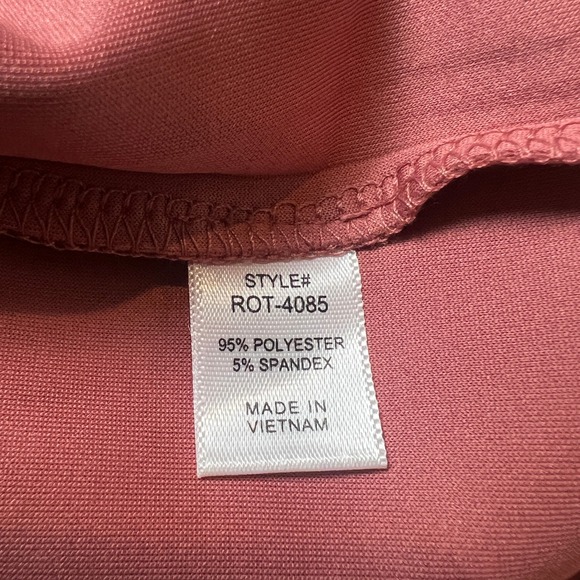 STYLE#
ROT-4085
95% POLYESTER
5% SPANDEX
MADE IN
VIETNAM